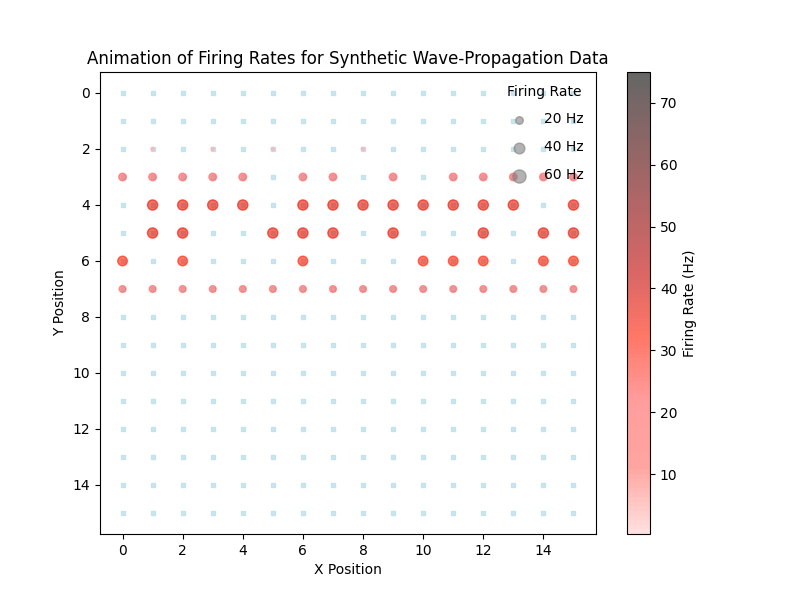 Animation of Firing Rates for Synthetic Wave-Propagation Data
Firing Rate
20 Hz
40 Hz
60 Hz
0
2
4
6
8
10
12
14
Y Position
0 2 4 6 8 10 12 14
X Position
70
60
50
40
30
20
10
Firing Rate (Hz)